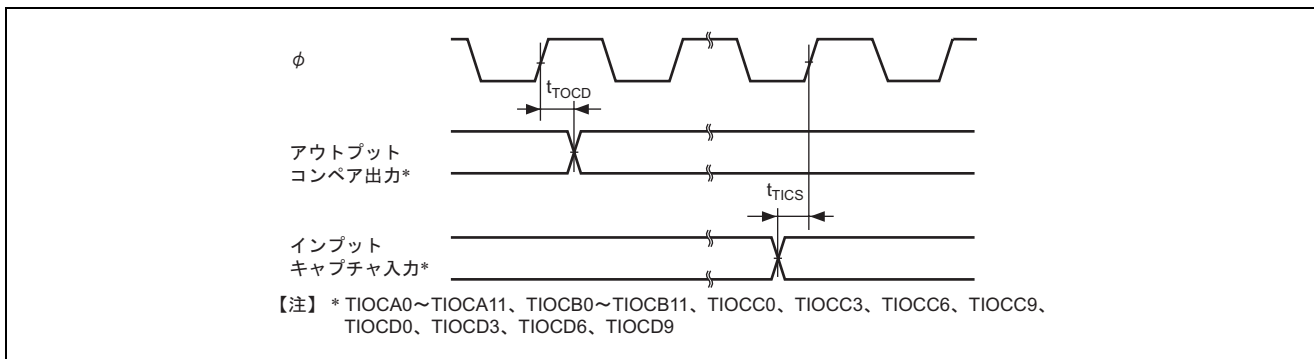 φ
tTOCD
アウトプット
コンペア出力*
tTICS
インプット
キャプチャ入力*
【注】 * TIOCA0～TIOCA11、TIOCB0～TIOCB11、TIOCC0、TIOCC3、TIOCC6、TIOCC9、
TIOCD0、TIOCD3、TIOCD6、TIOCD9